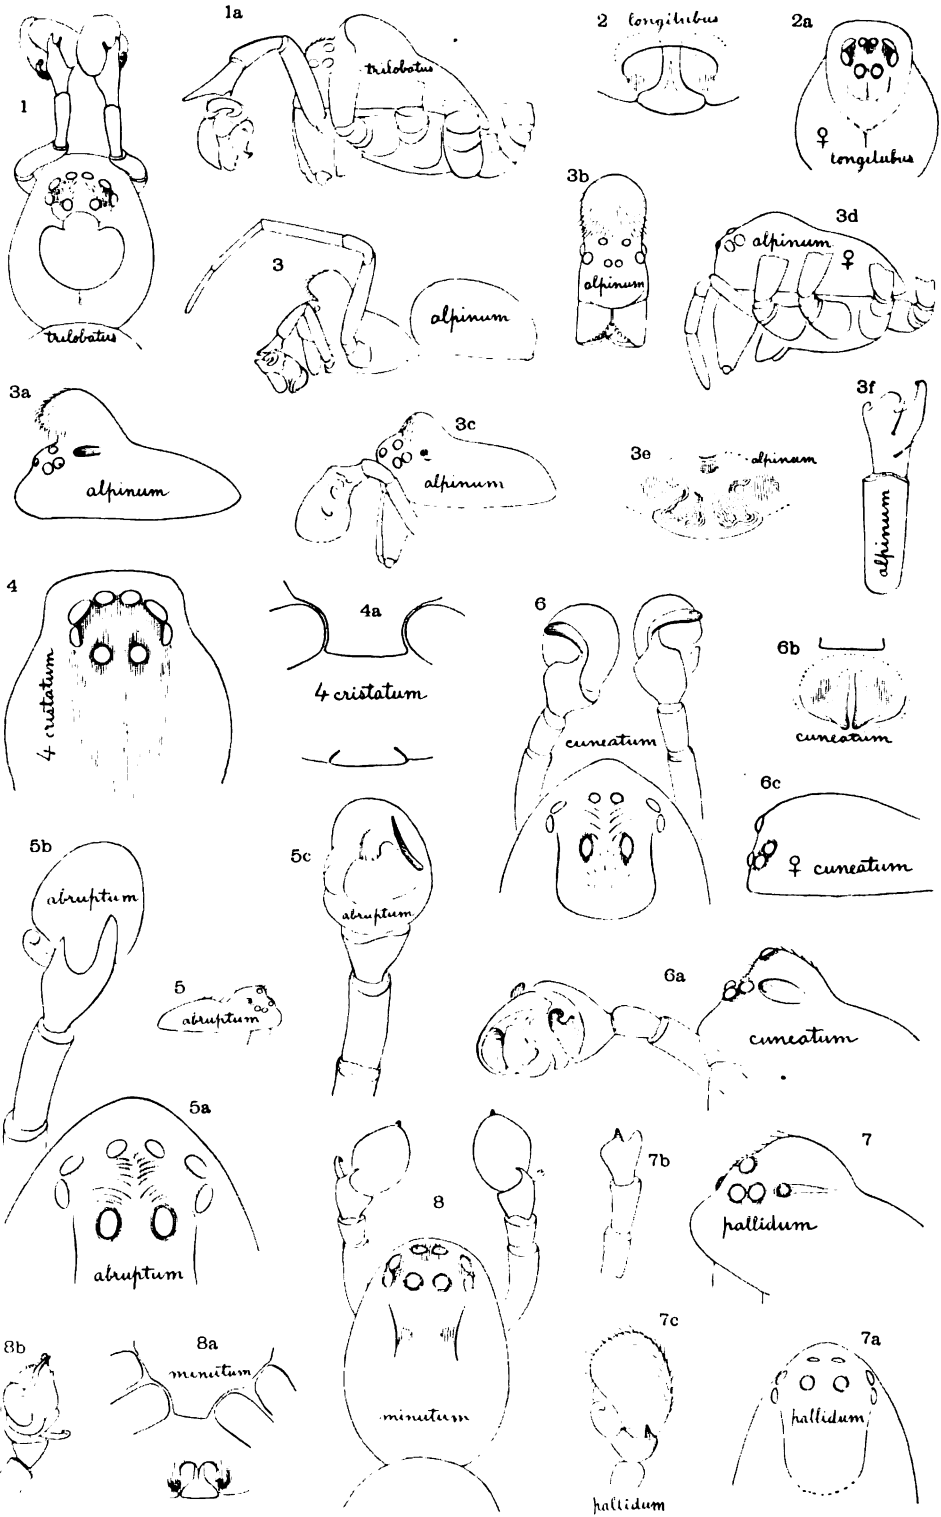 1
1a
trilobatus
2 longilubus
2a
♀
longilubus
trilobatus
3
alpinum
3b
alpinum
3d
alpinum
♀
3a
alpinum
3c
alpinum
3e
alpinum
3f
alpinum
4
4 cristatum
4a
4 cristatum
6
cuneatum
6b
cuneatum
6c
♀ cuneatum
5b
abruptum
5c
abruptum
5
abruptum
6a
cuneatum
5a
abruptum
8
minutum
7b
7
pallidum
8b
8a
minutum
7c
pallidum
7a
pallidum